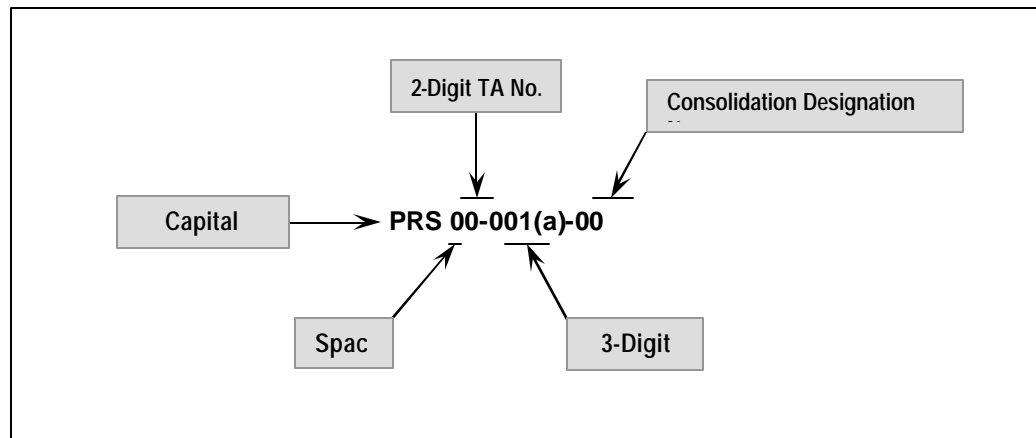 2-Digit TA No.
Consolidation Designation
Capital
PRS 00-001(a)-00
Spac
3-Digit